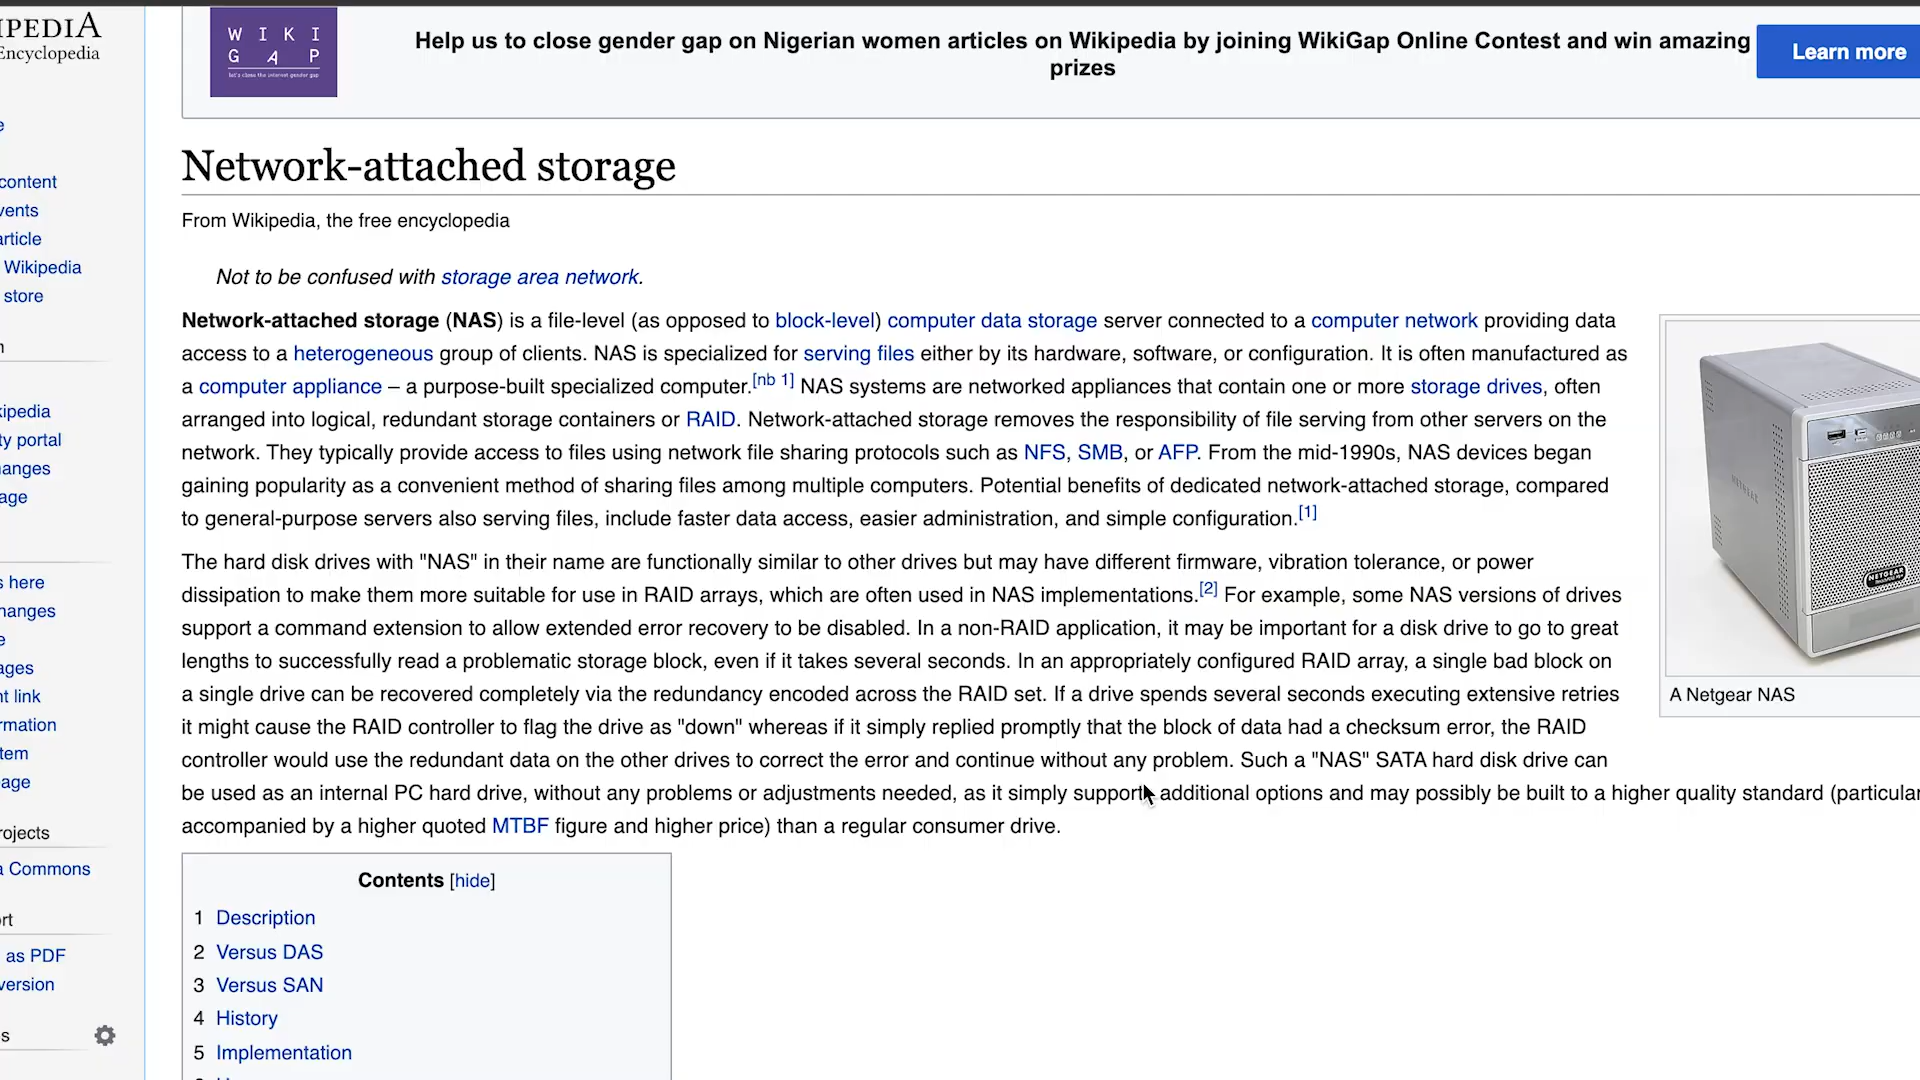 IPEDIA
Encyclopedia
W I K I
G A P
let's close the internet gender gap
Help us to close gender gap on Nigerian women articles on Wikipedia by joining WikiGap Online Contest and win amazing
prizes
Learn more
e
content
vents
article
Wikipedia
store
n
kipedia
ty portal
hanges
age
s here
hanges
e
ages
nt link
rmation
tem
age
rojects
a Commons
rt
as PDF
version
s
Network-attached storage
From Wikipedia, the free encyclopedia
Not to be confused with storage area network.
Network-attached storage (NAS) is a file-level (as opposed to block-level) computer data storage server connected to a computer network providing data
access to a heterogeneous group of clients. NAS is specialized for serving files either by its hardware, software, or configuration. It is often manufactured as
a computer appliance – a purpose-built specialized computer.[nb 1] NAS systems are networked appliances that contain one or more storage drives, often
arranged into logical, redundant storage containers or RAID. Network-attached storage removes the responsibility of file serving from other servers on the
network. They typically provide access to files using network file sharing protocols such as NFS, SMB, or AFP. From the mid-1990s, NAS devices began
gaining popularity as a convenient method of sharing files among multiple computers. Potential benefits of dedicated network-attached storage, compared
to general-purpose servers also serving files, include faster data access, easier administration, and simple configuration.[1]
The hard disk drives with "NAS" in their name are functionally similar to other drives but may have different firmware, vibration tolerance, or power
dissipation to make them more suitable for use in RAID arrays, which are often used in NAS implementations.[2] For example, some NAS versions of drives
support a command extension to allow extended error recovery to be disabled. In a non-RAID application, it may be important for a disk drive to go to great
lengths to successfully read a problematic storage block, even if it takes several seconds. In an appropriately configured RAID array, a single bad block on
a single drive can be recovered completely via the redundancy encoded across the RAID set. If a drive spends several seconds executing extensive retries
it might cause the RAID controller to flag the drive as "down" whereas if it simply replied promptly that the block of data had a checksum error, the RAID
controller would use the redundant data on the other drives to correct the error and continue without any problem. Such a "NAS" SATA hard disk drive can
be used as an internal PC hard drive, without any problems or adjustments needed, as it simply supports additional options and may possibly be built to a higher quality standard (particular
accompanied by a higher quoted MTBF figure and higher price) than a regular consumer drive.
NETGEAR
A Netgear NAS
Contents [hide]
1 Description
2 Versus DAS
3 Versus SAN
4 History
5 Implementation